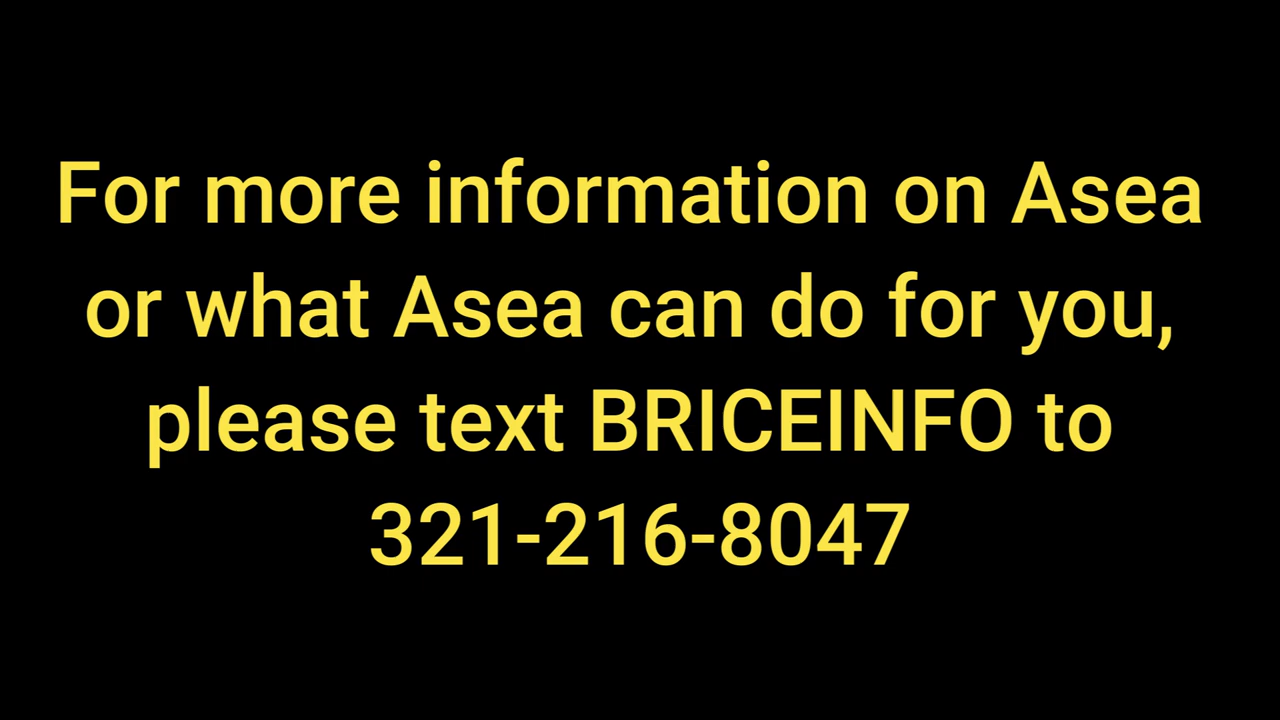 For more information on Asea
or what Asea can do for you,
please text BRICEINFO to
321-216-8047